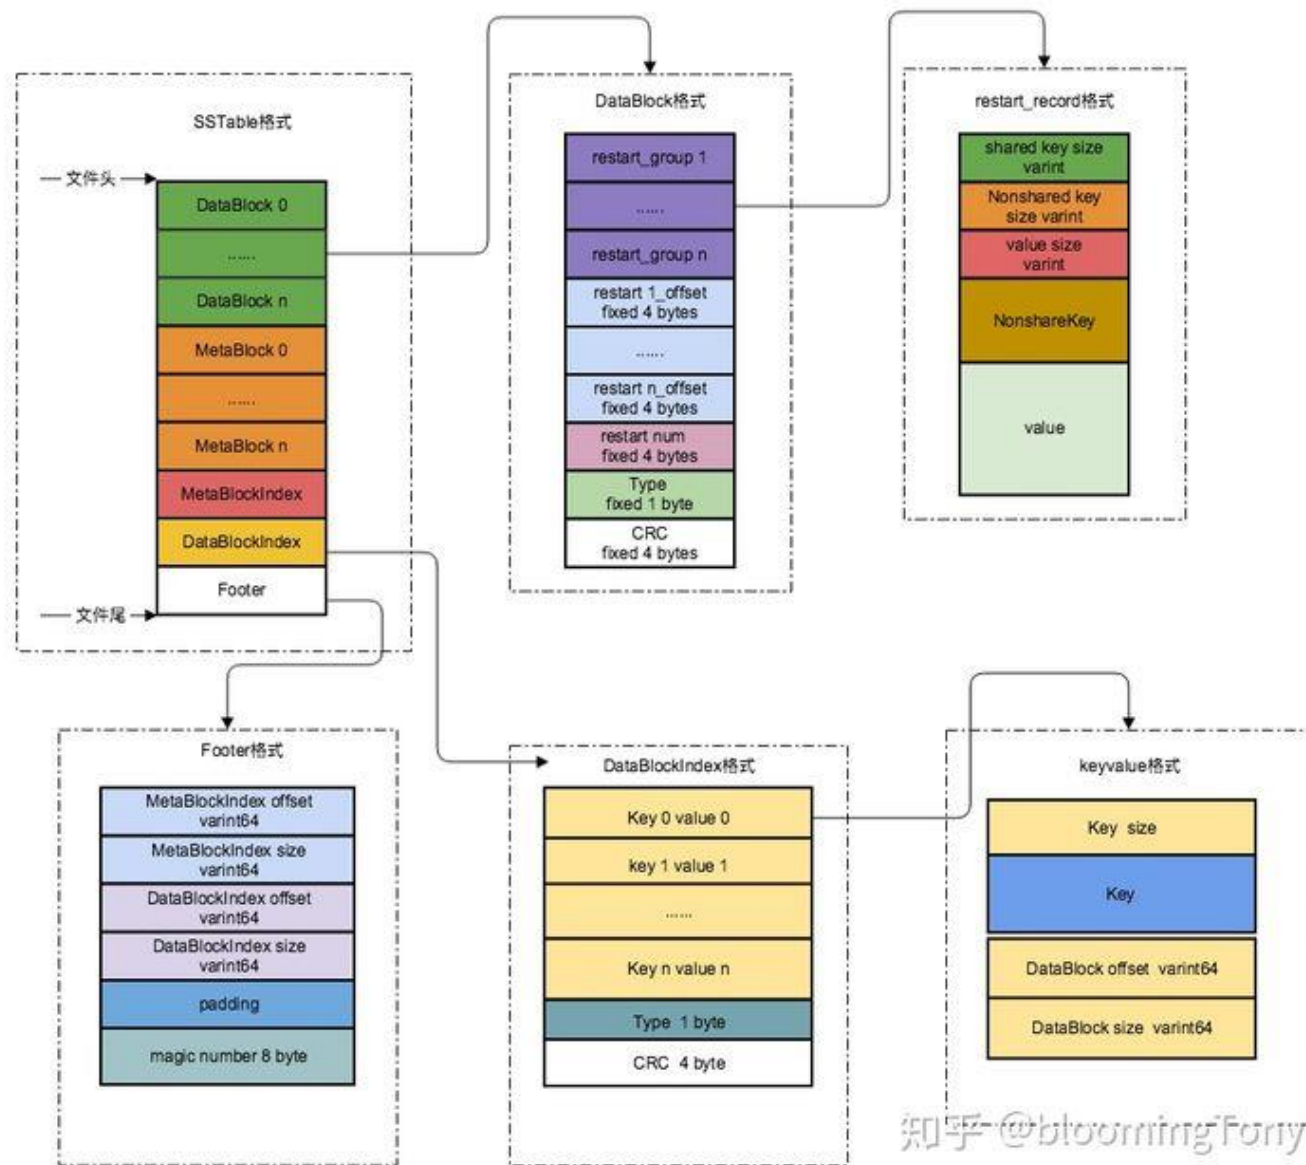 SSTable格式
文件头
DataBlock 0
......
DataBlock n
MetaBlock 0
......
MetaBlock n
MetaBlockIndex
DataBlockIndex
Footer
文件尾
DataBlock格式
restart_group 1
......
restart_group n
restart 1_offset
fixed 4 bytes
......
restart n_offset
fixed 4 bytes
restart num
fixed 4 bytes
Type
fixed 1 byte
CRC
fixed 4 bytes
restart_record格式
shared key size
varint
Nonshared key
size varint
value size
varint
NonshareKey
value
Footer格式
MetaBlockIndex offset
varint64
MetaBlockIndex size
varint64
DataBlockIndex offset
varint64
DataBlockIndex size
varint64
padding
magic number 8 byte
DataBlockIndex格式
Key 0 value 0
key 1 value 1
......
Key n value n
Type 1 byte
CRC 4 byte
keyvalue格式
Key size
Key
DataBlock offset varint64
DataBlock size varint64
知乎 @bloomingTony